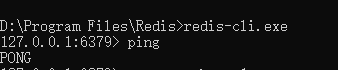 D:\Program Files\Redis>redis-cli.exe
127.0.0.1:6379> ping
PONG